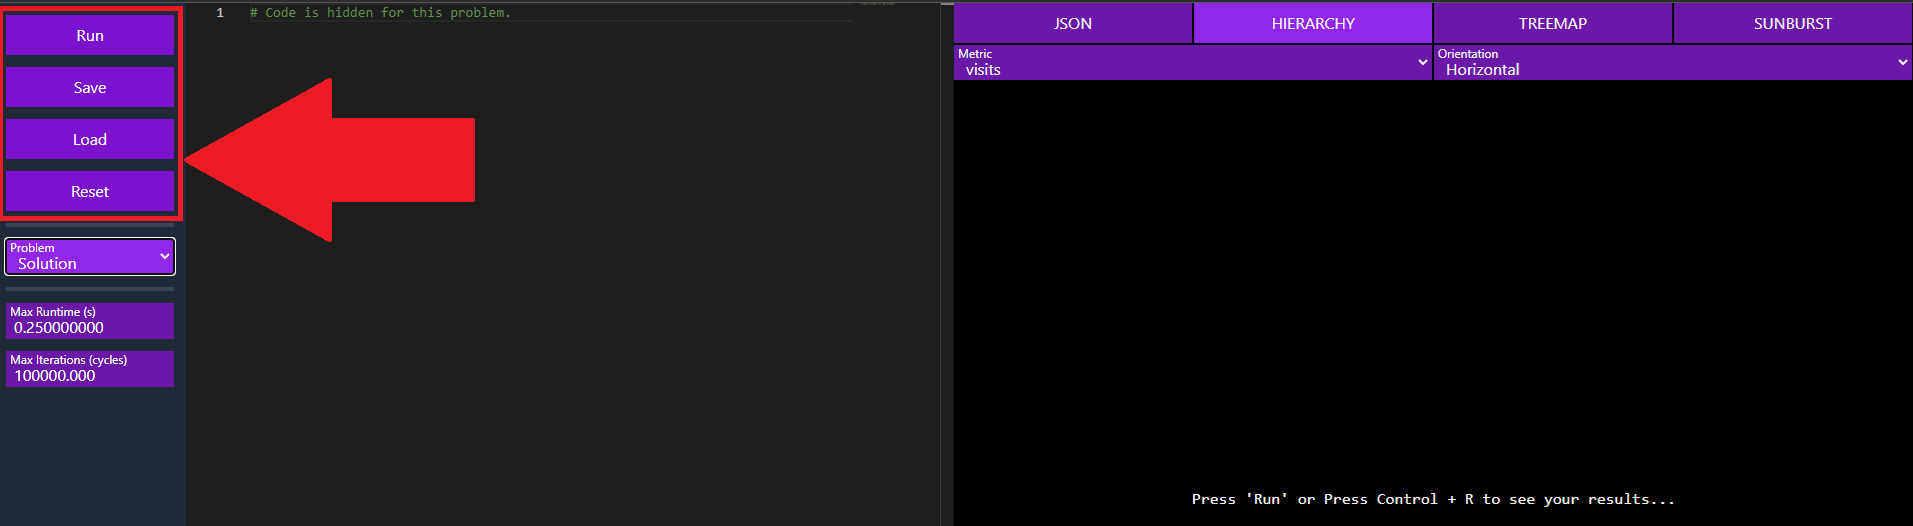 Run
Save
Load
Reset
Problem
Solution
Max Runtime (s)
0.250000000
Max Iterations (cycles)
100000.000
1 # Code is hidden for this problem.
JSON HIERARCHY TREEMAP SUNBURST
Metric
visits
Orientation
Horizontal
Press 'Run' or Press Control + R to see your results...